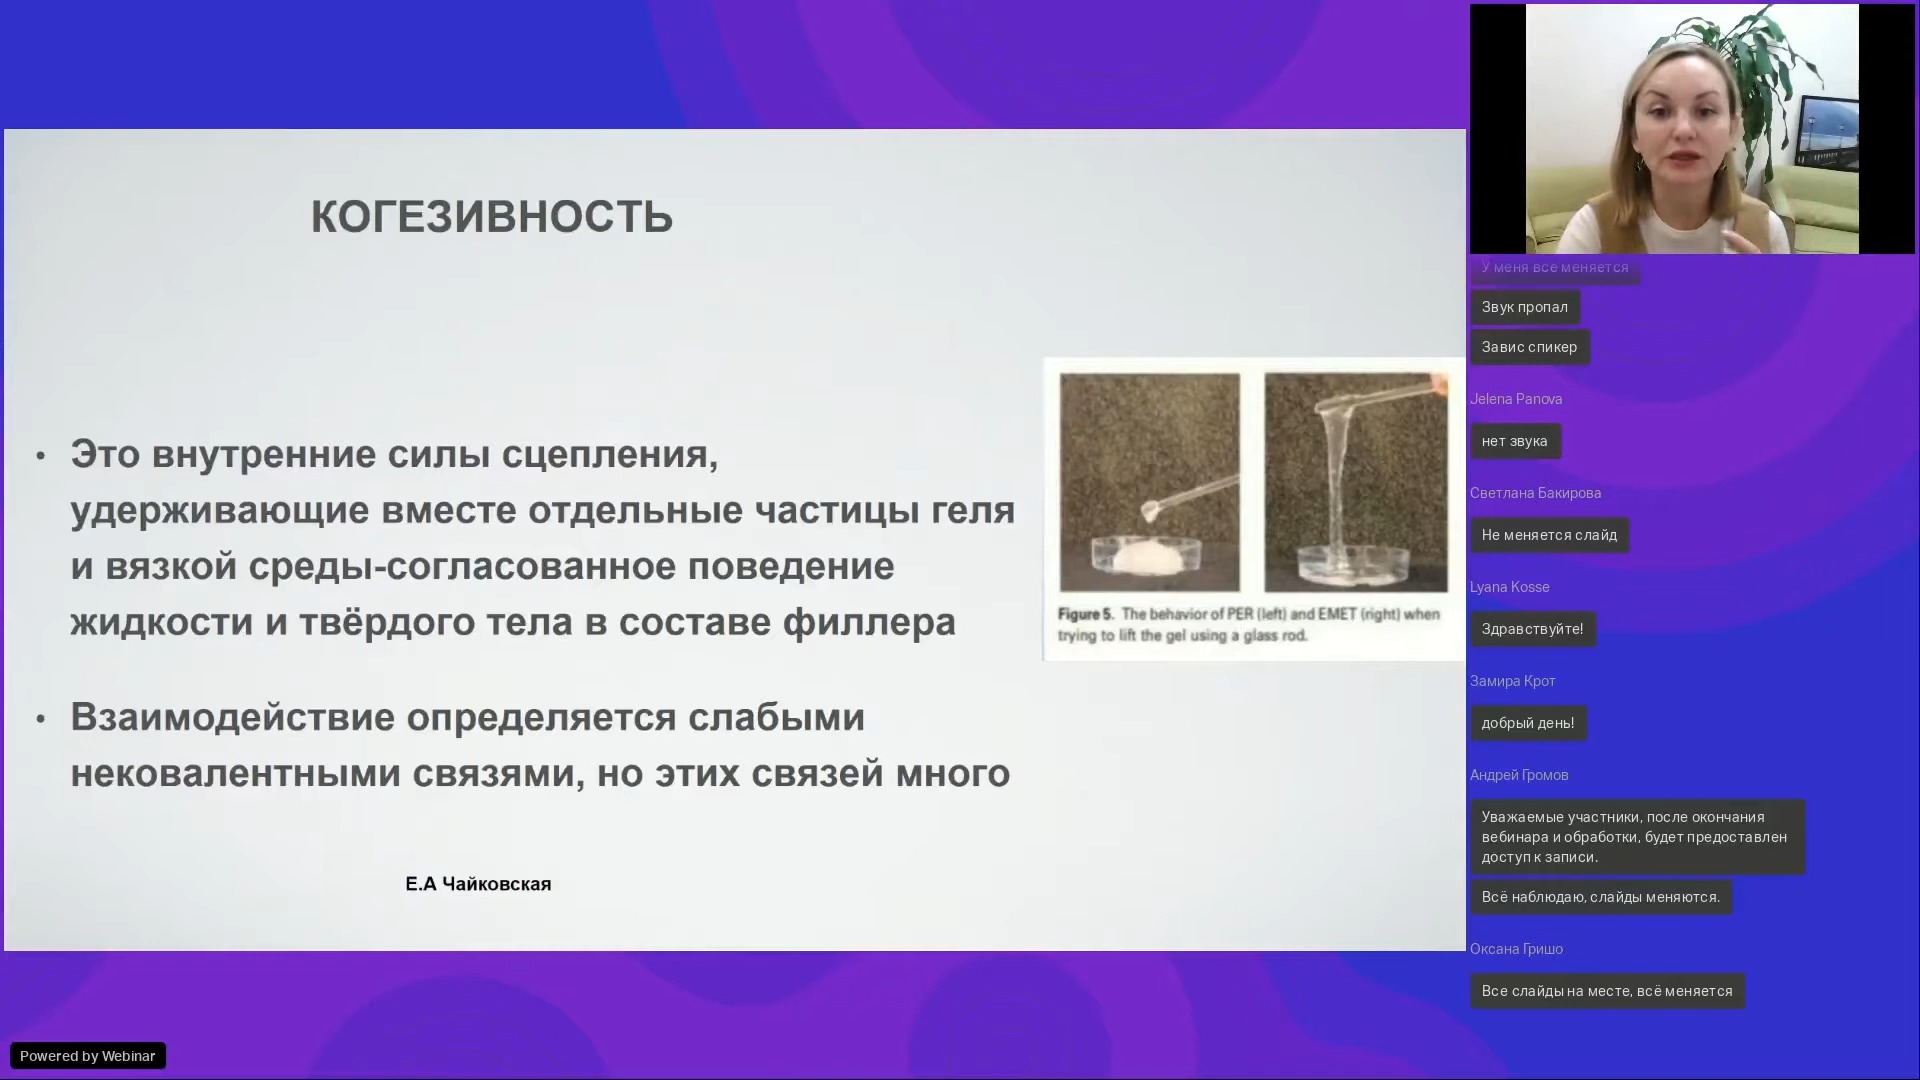 КОГЕЗИВНОСТЬ
• Это внутренние силы сцепления,
удерживающие вместе отдельные частицы геля
и вязкой среды-согласованное поведение
жидкости и твёрдого тела в составе филлера
• Взаимодействие определяется слабыми
нековалентными связями, но этих связей много
Е.А Чайковская
Figure 5. The behavior of PER (left) and EMET (right) when
trying to lift the gel using a glass rod.
У меня все меняется
Звук пропал
Завис спикер
Jelena Panova
нет звука
Светлана Бакирова
Не меняется слайд
Lyana Kosse
Здравствуйте!
Замира Крот
добрый день!
Андрей Громов
Уважаемые участники, после окончания
вебинара и обработки, будет предоставлен
доступ к записи.
Всё наблюдаю, слайды меняются.
Оксана Гришо
Все слайды на месте, всё меняется
Powered by Webinar